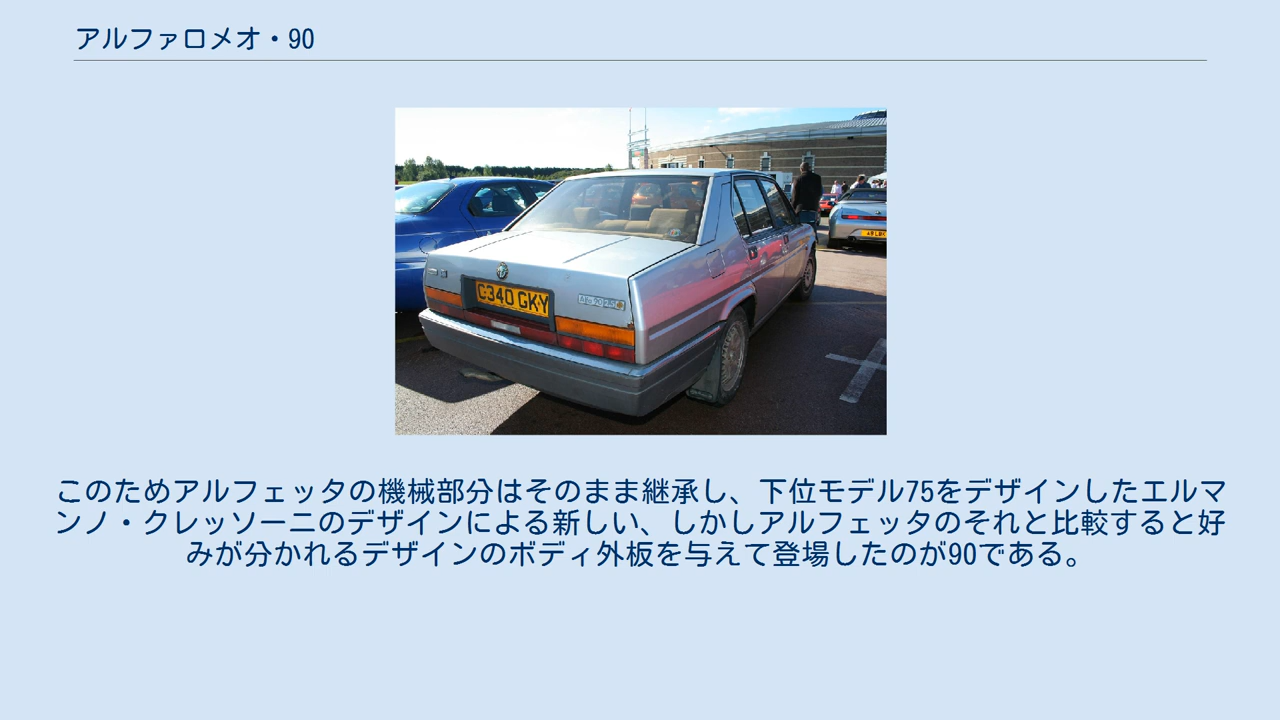 アルファロメオ・90
C340 GKY
このためアルフェッタの機械部分はそのまま継承し、下位モデル75をデザインしたエルマ
ンノ・クレッソーニのデザインによる新しい、しかしアルフェッタのそれと比較すると好
みが分かれるデザインのボディ外板を与えて登場したのが90である。